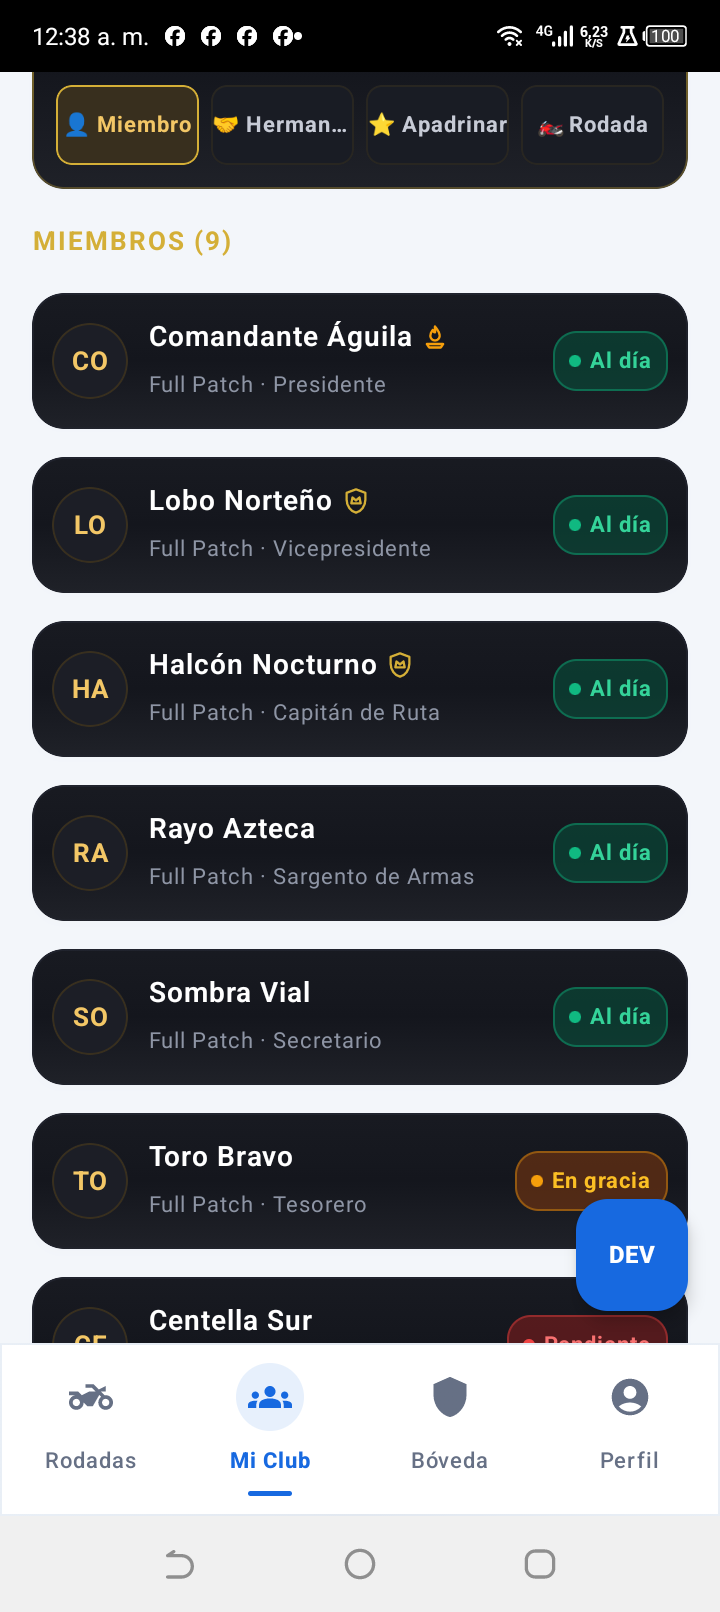 12:38 a. m.
4G
6,23
K/S
100
👤 Miembro
🤝 Herman...
⭐ Apadrinar
🏍️ Rodada
MIEMBROS (9)
CO
Comandante Águila
Full Patch · Presidente
Al día
LO
Lobo Norteño
Full Patch · Vicepresidente
Al día
HA
Halcón Nocturno
Full Patch · Capitán de Ruta
Al día
RA
Rayo Azteca
Full Patch · Sargento de Armas
Al día
SO
Sombra Vial
Full Patch · Secretario
Al día
TO
Toro Bravo
Full Patch · Tesorero
En gracia
DEV
CE
Centella Sur
Pendiente
Rodadas
Mi Club
Bóveda
Perfil